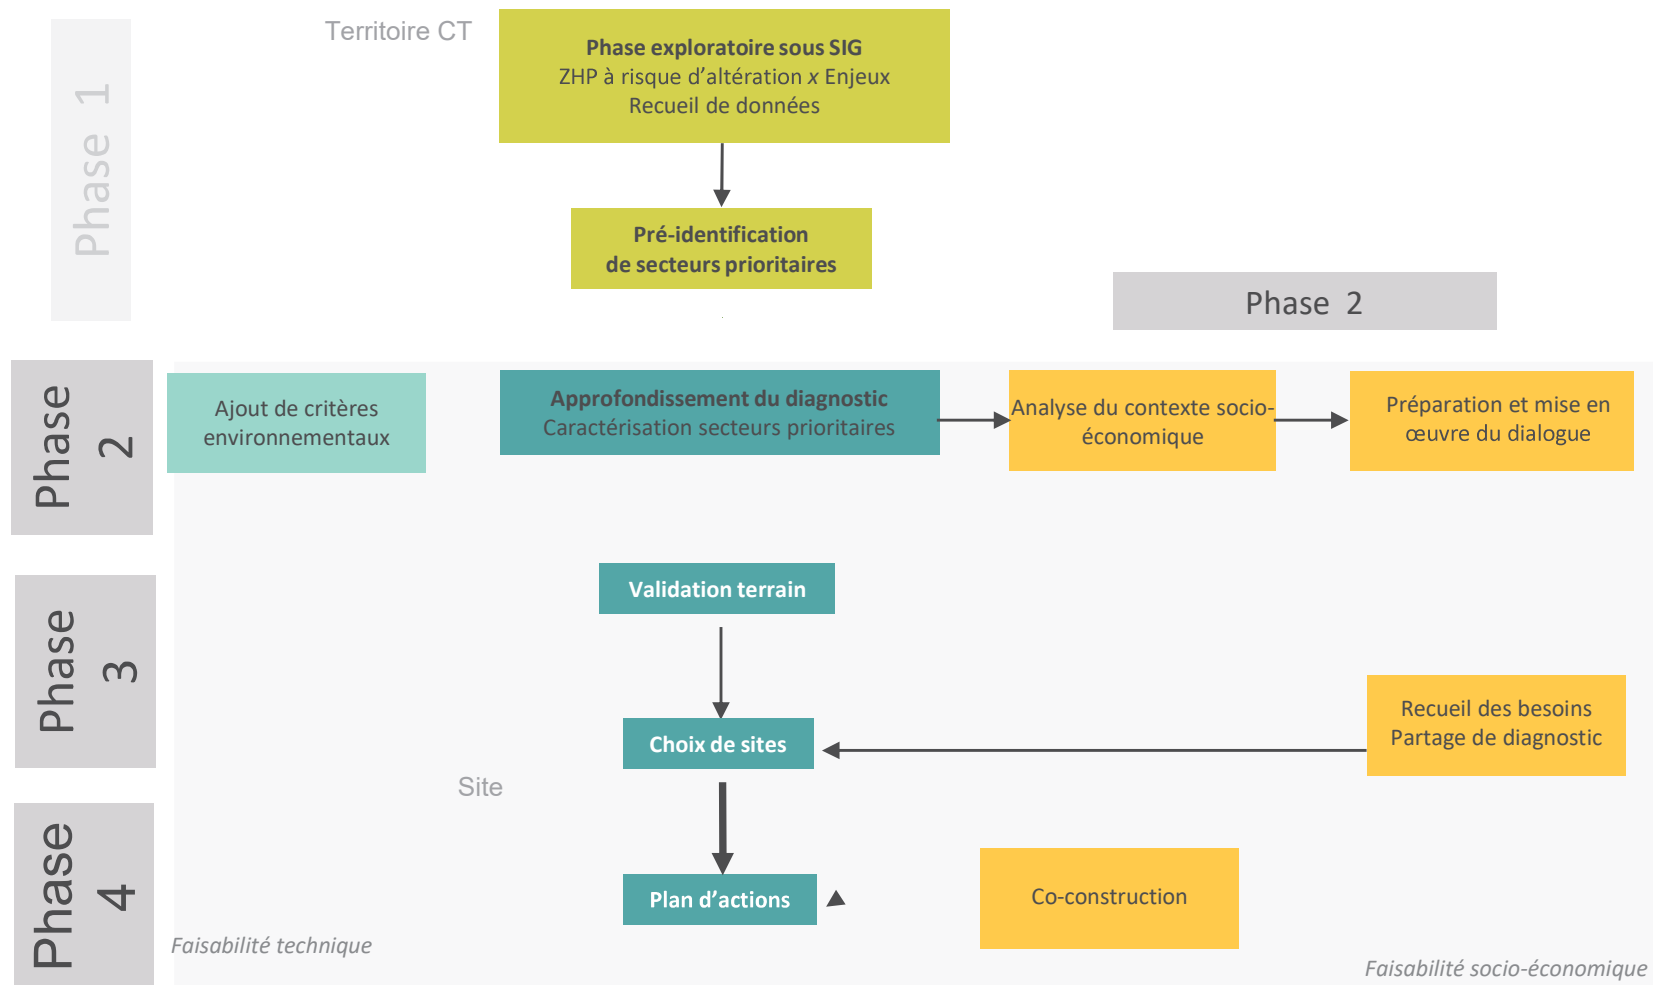 Territoire CT
Phase 1
Phase exploratoire sous SIG
ZHP à risque d’altération x Enjeux
Recueil de données
Pré-identification
de secteurs prioritaires
Phase 2
Phase
2
Ajout de critères
environnementaux
Approfondissement du diagnostic
Caractérisation secteurs prioritaires
Analyse du contexte socio-
économique
Préparation et mise en
œuvre du dialogue
Phase
3
Validation terrain
Choix de sites
Recueil des besoins
Partage de diagnostic
Site
Phase
4
Plan d’actions
Co-construction
Faisabilité technique
Faisabilité socio-économique